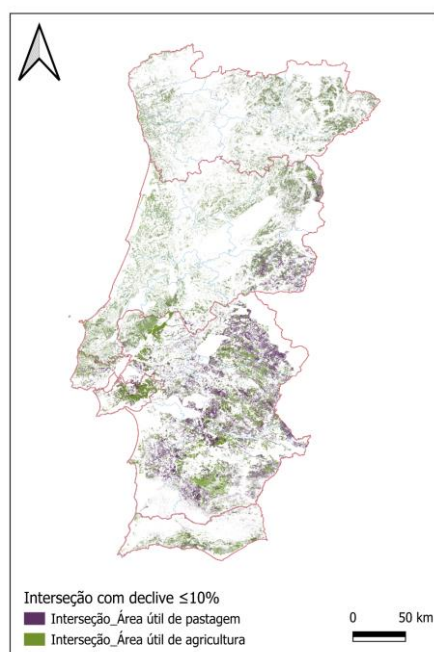 Interseção com declive ≤10%
Interseção_Área útil de pastagem
Interseção_Área útil de agricultura
0 50 km